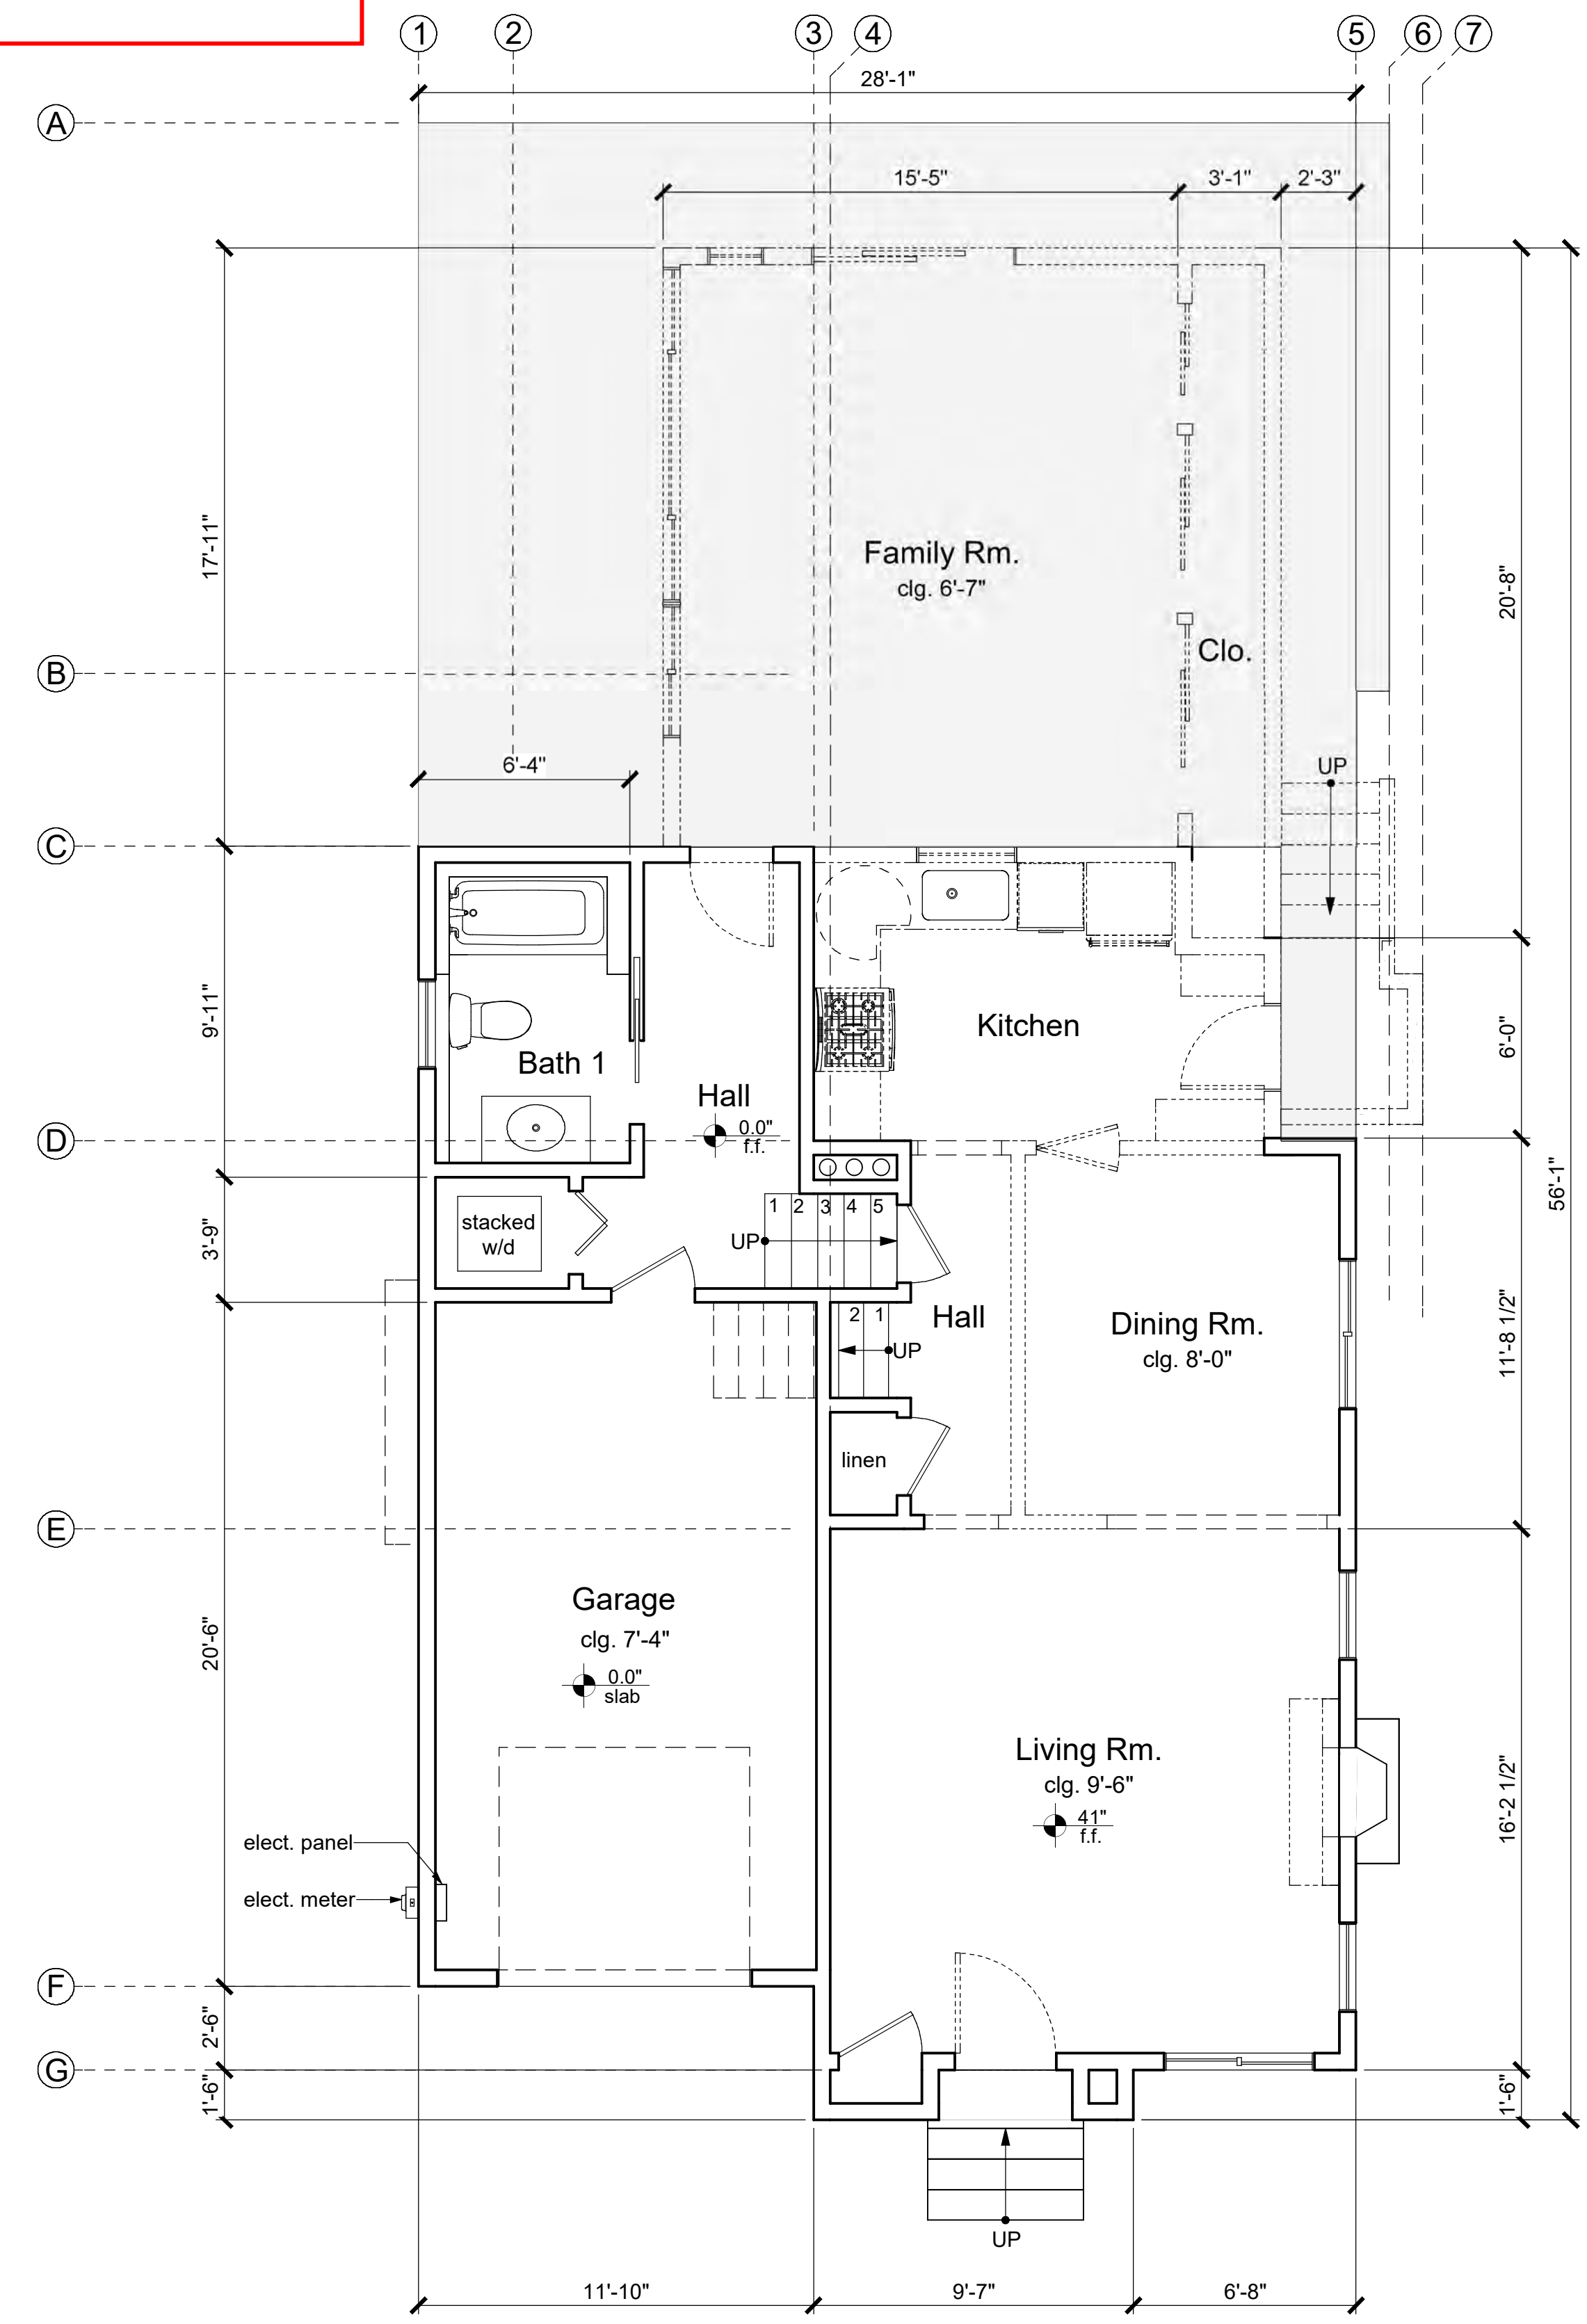 1 2 3 4 5 6 7
28'-1"
A
15'-5" 3'-1" 2'-3"
17'-11"
Family Rm.
clg. 6'-7"
20'-8"
Clo.
B
UP
6'-4"
C
9'-11"
Kitchen
6'-0"
Bath 1
Hall
0.0"
f.f.
D
56'-1"
1 2 3 4 5
stacked
w/d
UP
3'-9"
2 1
Hall
Dining Rm.
clg. 8'-0"
11'-8 1/2"
UP
linen
E
Garage
clg. 7'-4"
0.0"
slab
20'-6"
Living Rm.
clg. 9'-6"
41"
f.f.
16'-2 1/2"
elect. panel
elect. meter
F
2'-6"
G
1'-6"
1'-6"
UP
11'-10" 9'-7" 6'-8"